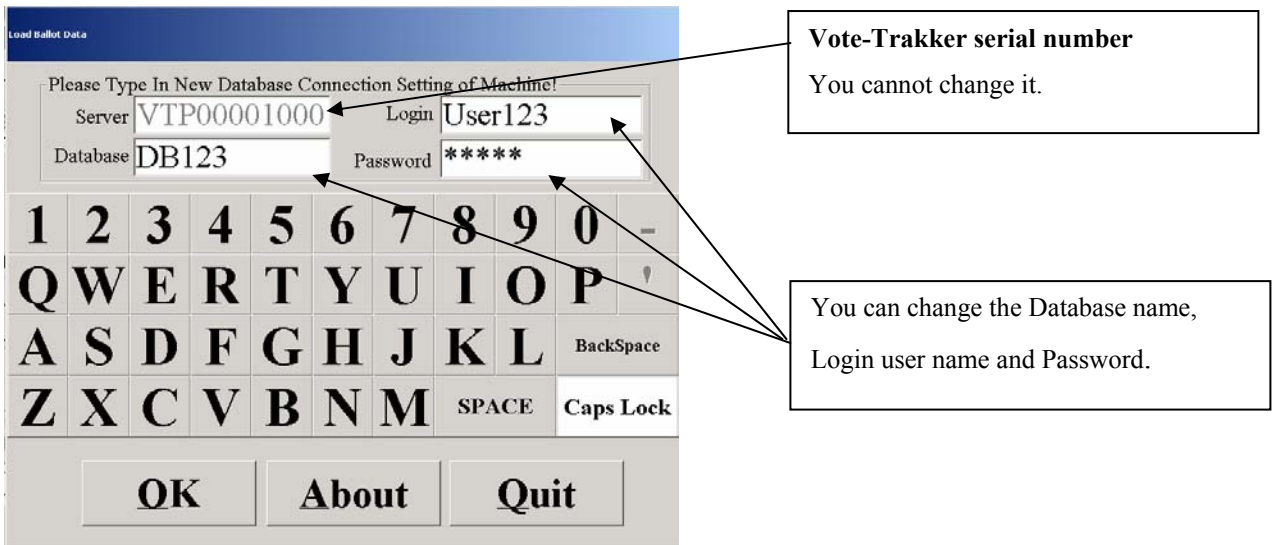 Load Ballot Data
Please Type In New Database Connection Setting of Machine!
Server VTP00001000 Login User123
Database DB123 Password *****
1 2 3 4 5 6 7 8 9 0 -
Q W E R T Y U I O P '
A S D F G H J K L BackSpace
Z X C V B N M SPACE Caps Lock
OK About Quit
Vote-Trakker serial number
You cannot change it.
You can change the Database name,
Login user name and Password.